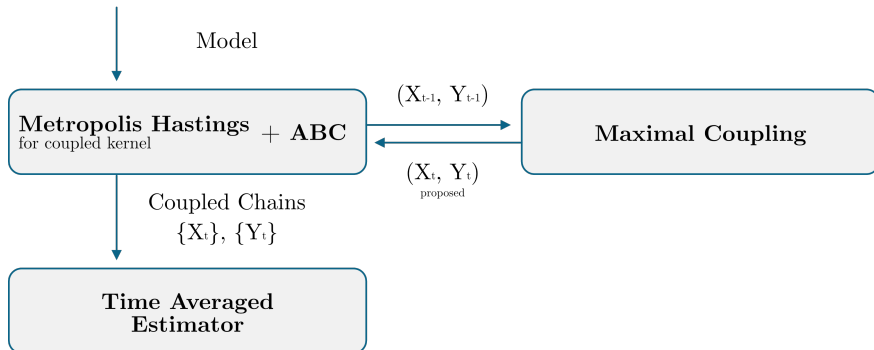 Model
Metropolis Hastings + ABC
for coupled kernel
(Xt-1, Yt-1)
Maximal Coupling
(Xt, Yt)
proposed
Coupled Chains
{Xt}, {Yt}
Time Averaged
Estimator